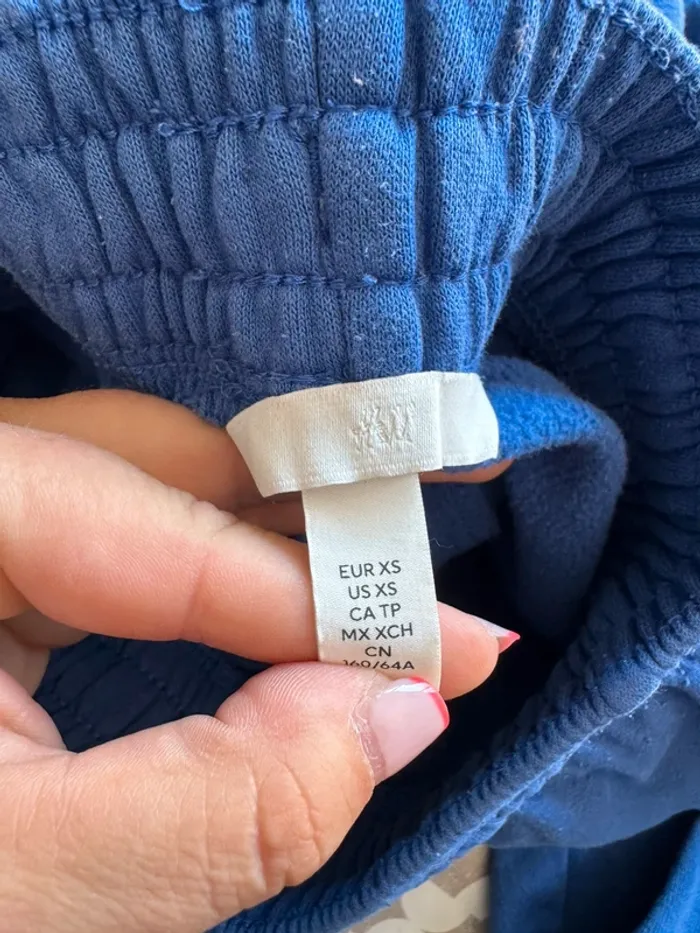 H&M
EUR XS
US XS
CA TP
MX XCH
CN
160/64A